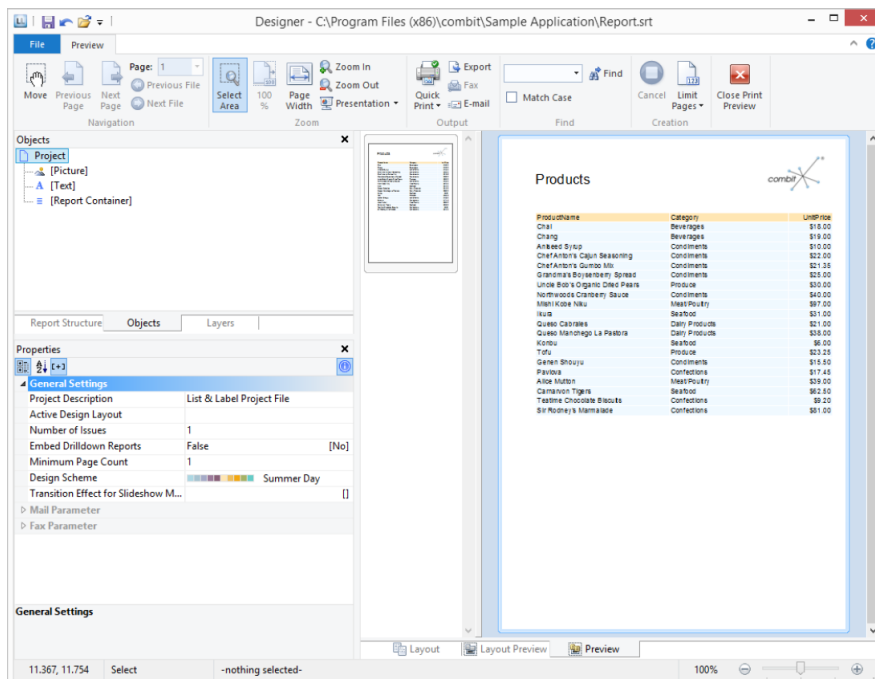 Designer - C:\Program Files (x86)\combit\Sample Application\Report.srt
File Preview
Move
Previous Page
Next Page
Page: 1
Previous File
Next File
Navigation
Select Area
100 %
Page Width
Zoom In
Zoom Out
Presentation
Zoom
Quick Print
Export
Fax
E-mail
Output
Find
Match Case
Find
Cancel
Limit Pages
Creation
Close Print Preview
Objects
Project
[Picture]
[Text]
[Report Container]
Report Structure Objects Layers
Properties
General Settings
Project Description List & Label Project File
Active Design Layout
Number of Issues 1
Embed Drilldown Reports False [No]
Minimum Page Count 1
Design Scheme Summer Day
Transition Effect for Slideshow M... []
Mail Parameter
Fax Parameter
General Settings
Products
combit
ProductName Category UnitPrice
Chai Beverages $18.00
Chang Beverages $19.00
Aniseed Syrup Condiments $10.00
Chef Anton's Cajun Seasoning Condiments $22.00
Chef Anton's Gumbo Mix Condiments $21.35
Grandma's Boysenberry Spread Condiments $25.00
Uncle Bob's Organic Dried Pears Produce $30.00
Northwoods Cranberry Sauce Condiments $40.00
Mishi Kobe Niku Meat/Poultry $97.00
Ikura Seafood $31.00
Queso Cabrales Dairy Products $21.00
Queso Manchego La Pastora Dairy Products $38.00
Konbu Seafood $6.00
Tofu Produce $23.25
Genen Shouyu Condiments $15.50
Pavlova Confections $17.45
Alice Mutton Meat/Poultry $39.00
Carnarvon Tigers Seafood $62.50
Teatime Chocolate Biscuits Confections $9.20
Sir Rodney's Marmalade Confections $81.00
Layout Layout Preview Preview
11.367, 11.754 Select -nothing selected- 100%